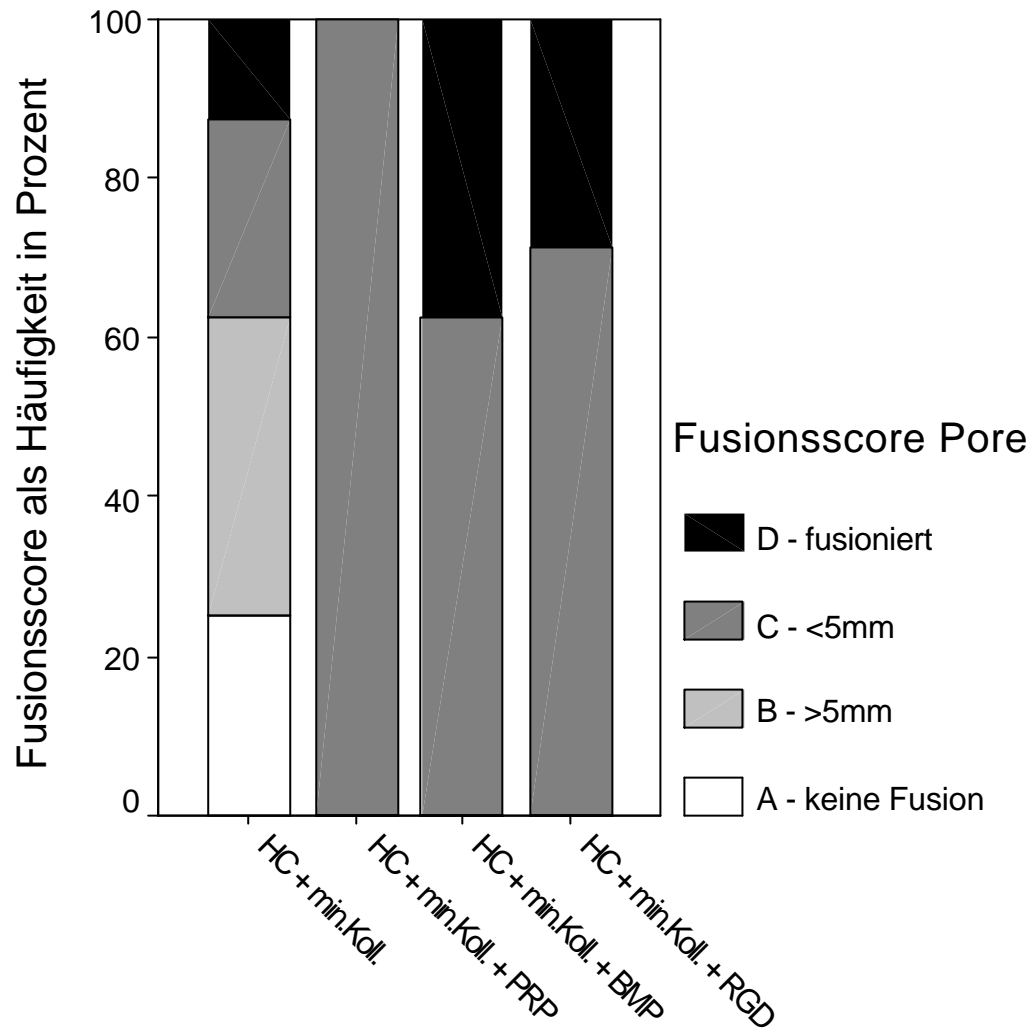 Fusionsscore als Häufigkeit in Prozent
100
80
60
40
20
0
HC + min.Koll.
HC + min.Koll. + PRP
HC + min.Koll. + BMP
HC + min.Koll. + RGD
Fusionsscore Pore
D - fusioniert
C - <5mm
B - >5mm
A - keine Fusion